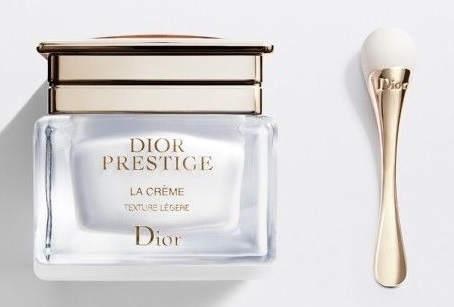 DIOR
PRESTIGE
LA CRÈME
TEXTURE LÉGÈRE
Dior
Dior